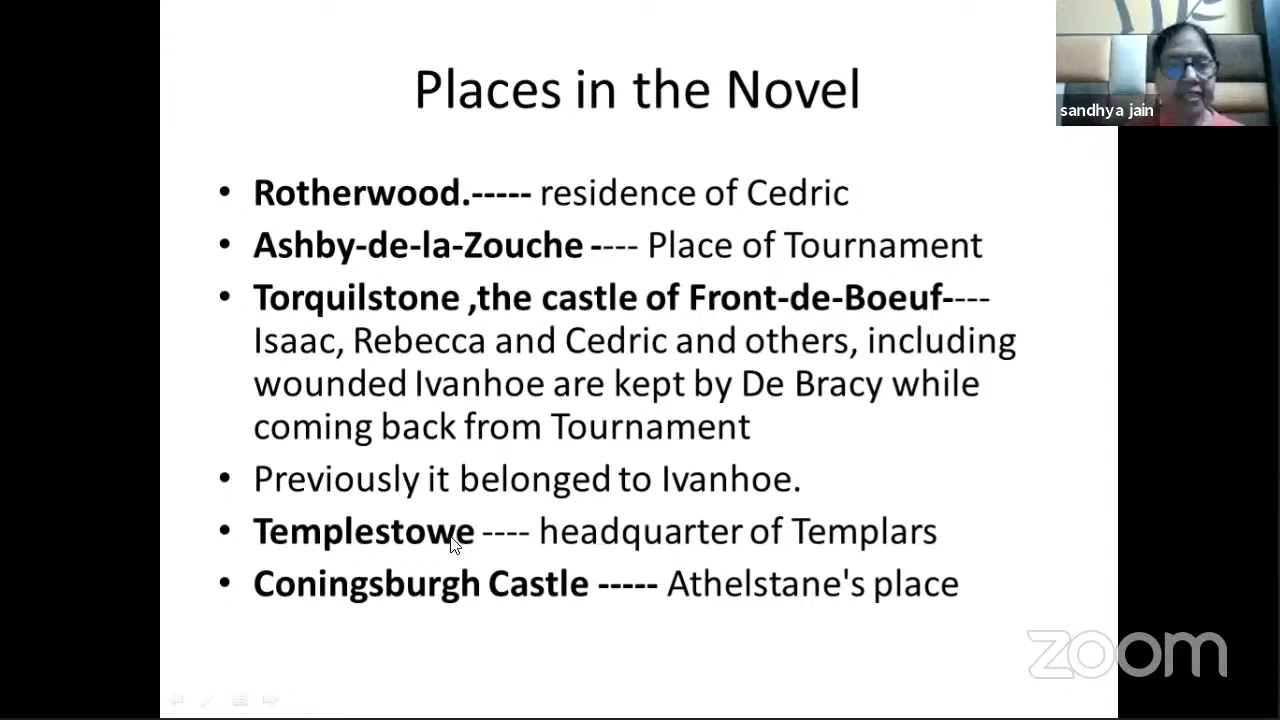 Places in the Novel
sandhya jain
• Rotherwood.----- residence of Cedric
• Ashby-de-la-Zouche ---- Place of Tournament
• Torquilstone ,the castle of Front-de-Boeuf----
Isaac, Rebecca and Cedric and others, including
wounded Ivanhoe are kept by De Bracy while
coming back from Tournament
• Previously it belonged to Ivanhoe.
• Templestowe ---- headquarter of Templars
• Coningsburgh Castle ----- Athelstane's place
zoom